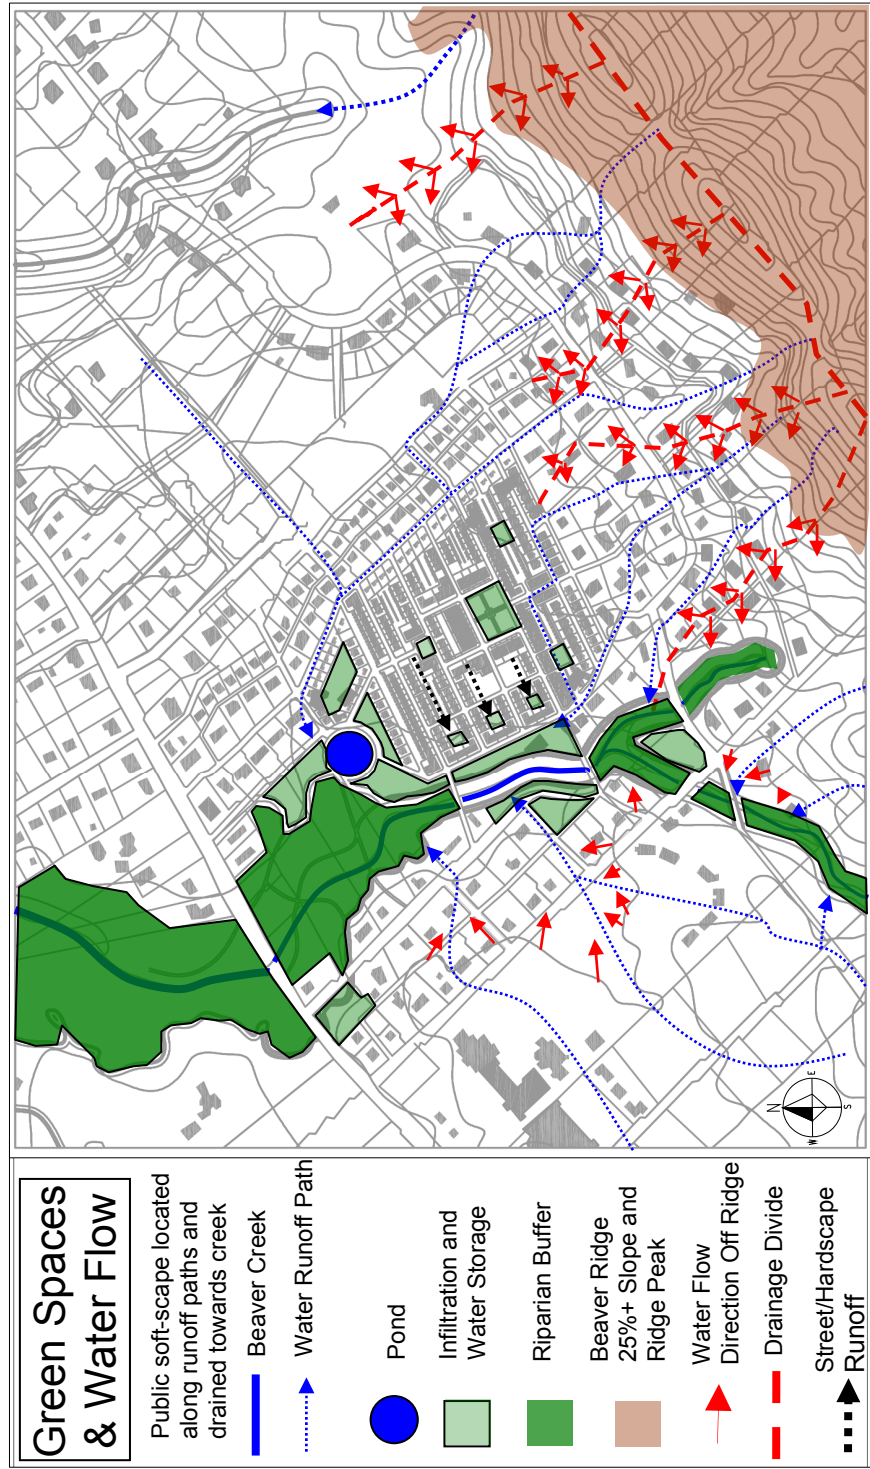 Green Spaces
& Water Flow
Public soft-scape located
along runoff paths and
drained towards creek
Beaver Creek
Water Runoff Path
Pond
Infiltration and
Water Storage
Riparian Buffer
Beaver Ridge
25%+ Slope and
Ridge Peak
Water Flow
Direction Off Ridge
Drainage Divide
Street/Hardscape
Runoff
N
E
S
W